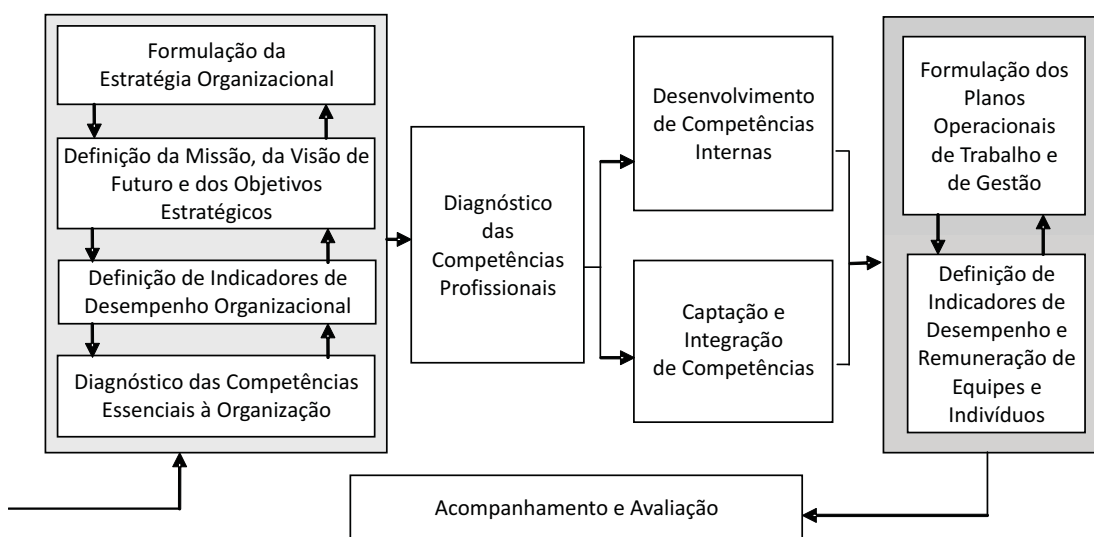 Formulação da
Estratégia Organizacional
Definição da Missão, da Visão de
Futuro e dos Objetivos
Estratégicos
Definição de Indicadores de
Desempenho Organizacional
Diagnóstico das Competências
Essenciais à Organização
Diagnóstico
das
Competências
Profissionais
Desenvolvimento
de Competências
Internas
Captação e
Integração
de Competências
Formulação dos
Planos
Operacionais
de Trabalho e
de Gestão
Definição de
Indicadores de
Desempenho e
Remuneração de
Equipes e
Indivíduos
Acompanhamento e Avaliação